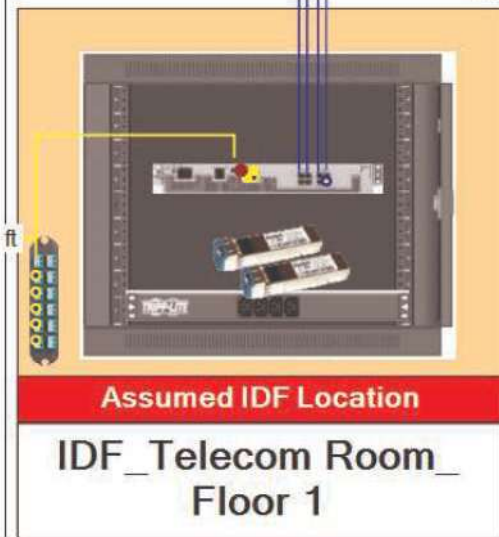 ft
TRIPP-LITE
Assumed IDF Location
IDF_Telecom Room_
Floor 1